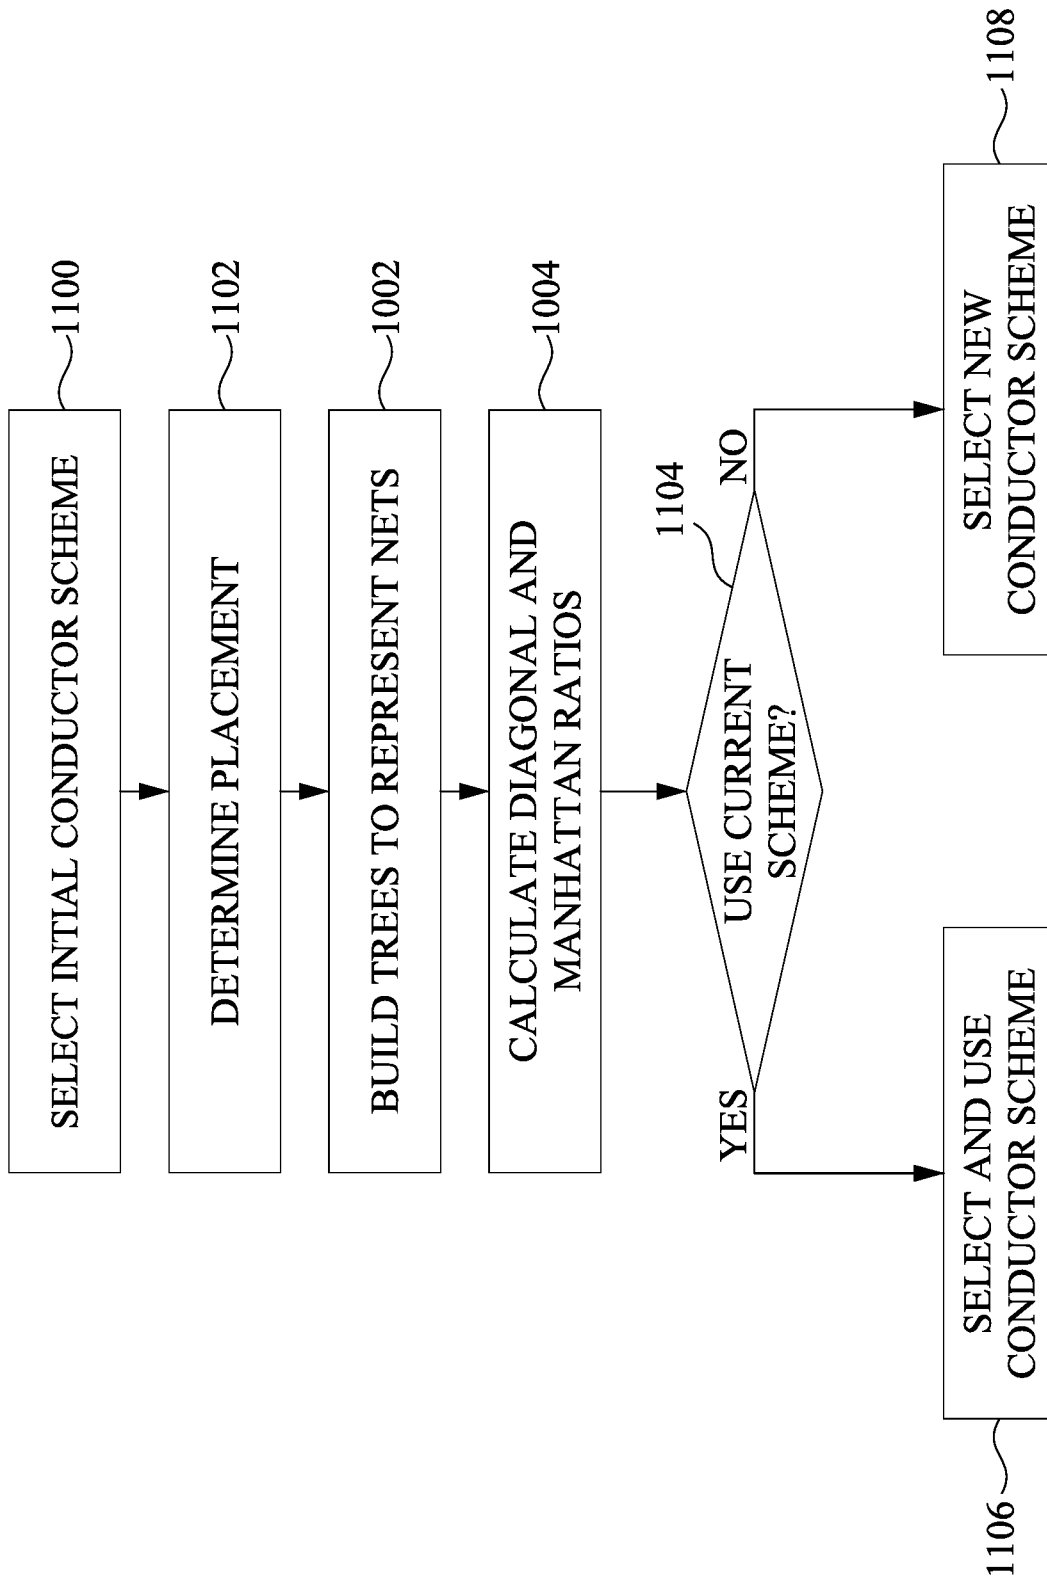 SELECT INTIAL CONDUCTOR SCHEME
1100
DETERMINE PLACEMENT
1102
BUILD TREES TO REPRESENT NETS
1002
CALCULATE DIAGONAL AND
MANHATTAN RATIOS
1004
1104
USE CURRENT
SCHEME?
YES
NO
SELECT AND USE
CONDUCTOR SCHEME
1106
SELECT NEW
CONDUCTOR SCHEME
1108